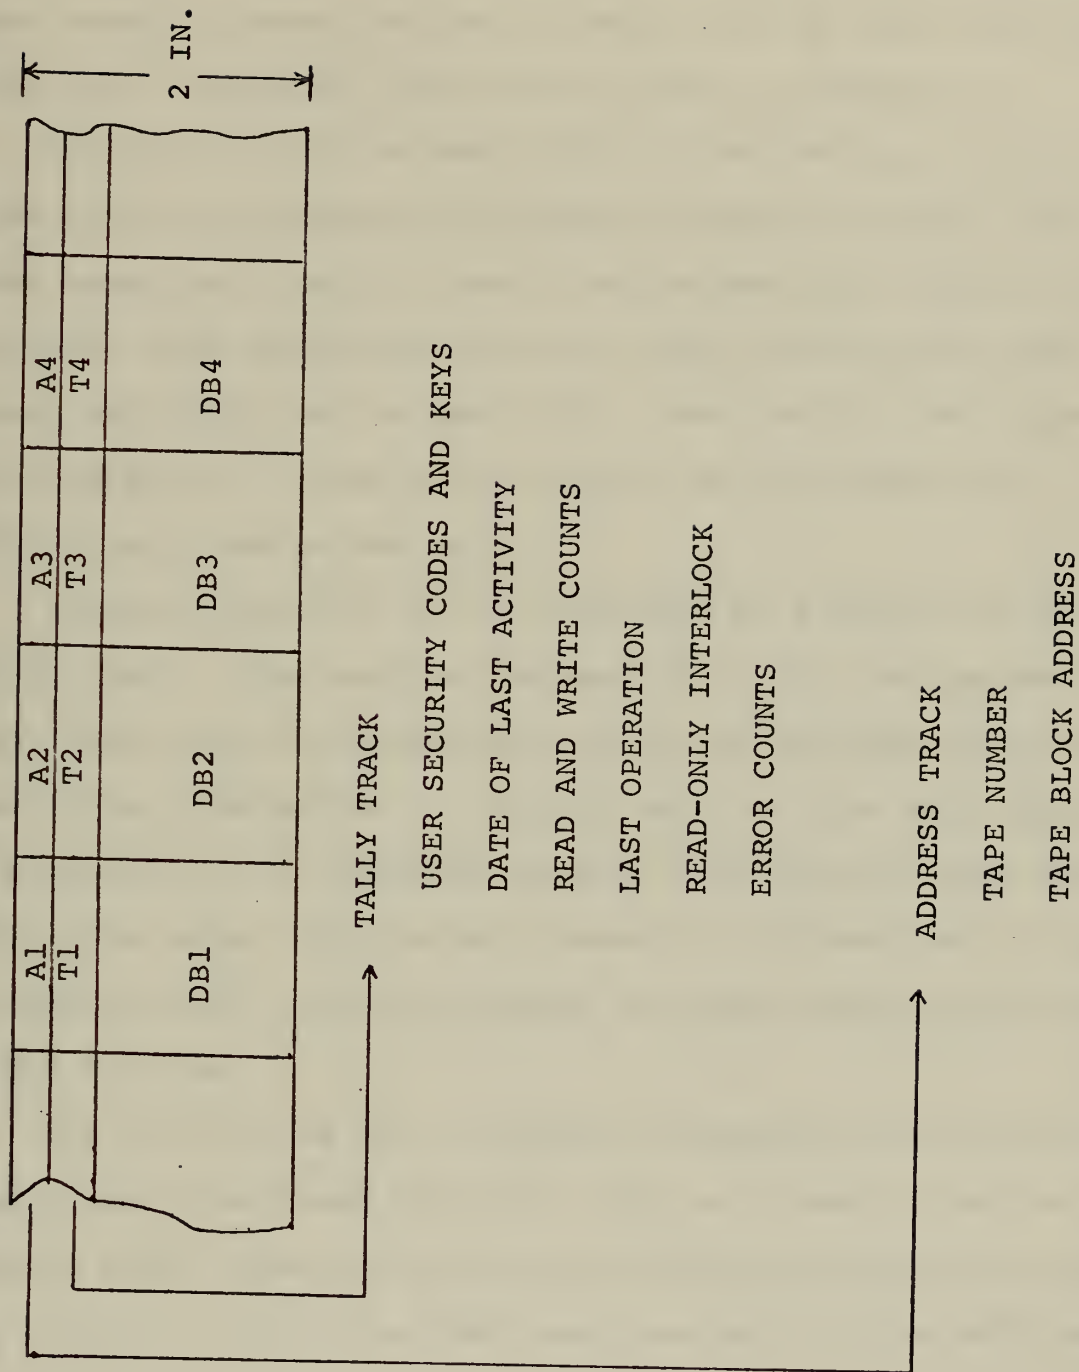 A1 A2 A3 A4
T1 T2 T3 T4
DB1 DB2 DB3 DB4
2 IN.
TALLY TRACK
USER SECURITY CODES AND KEYS
DATE OF LAST ACTIVITY
READ AND WRITE COUNTS
LAST OPERATION
READ-ONLY INTERLOCK
ERROR COUNTS
ADDRESS TRACK
TAPE NUMBER
TAPE BLOCK ADDRESS